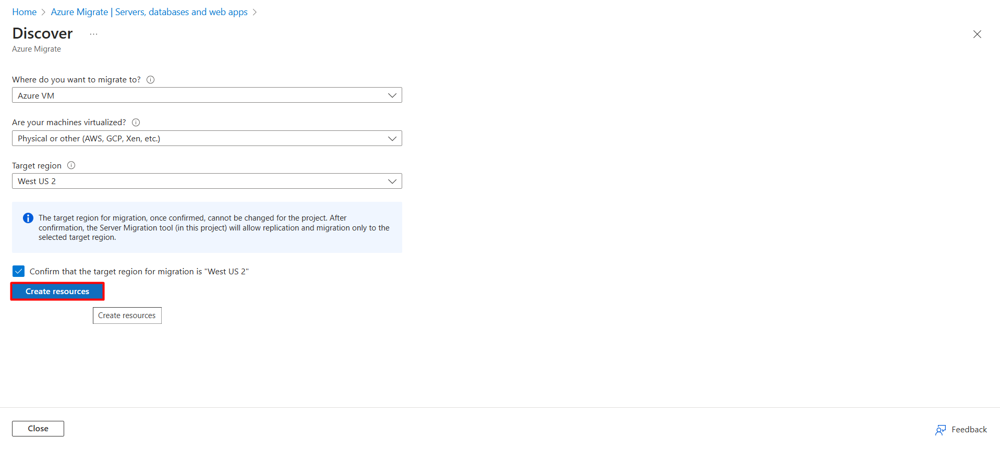 Home > Azure Migrate | Servers, databases and web apps >
Discover ...
Azure Migrate
Where do you want to migrate to?
Azure VM
Are your machines virtualized?
Physical or other (AWS, GCP, Xen, etc.)
Target region
West US 2
The target region for migration, once confirmed, cannot be changed for the project. After
confirmation, the Server Migration tool (in this project) will allow replication and migration only to the
selected target region.
Confirm that the target region for migration is "West US 2"
Create resources
Create resources
Close
Feedback